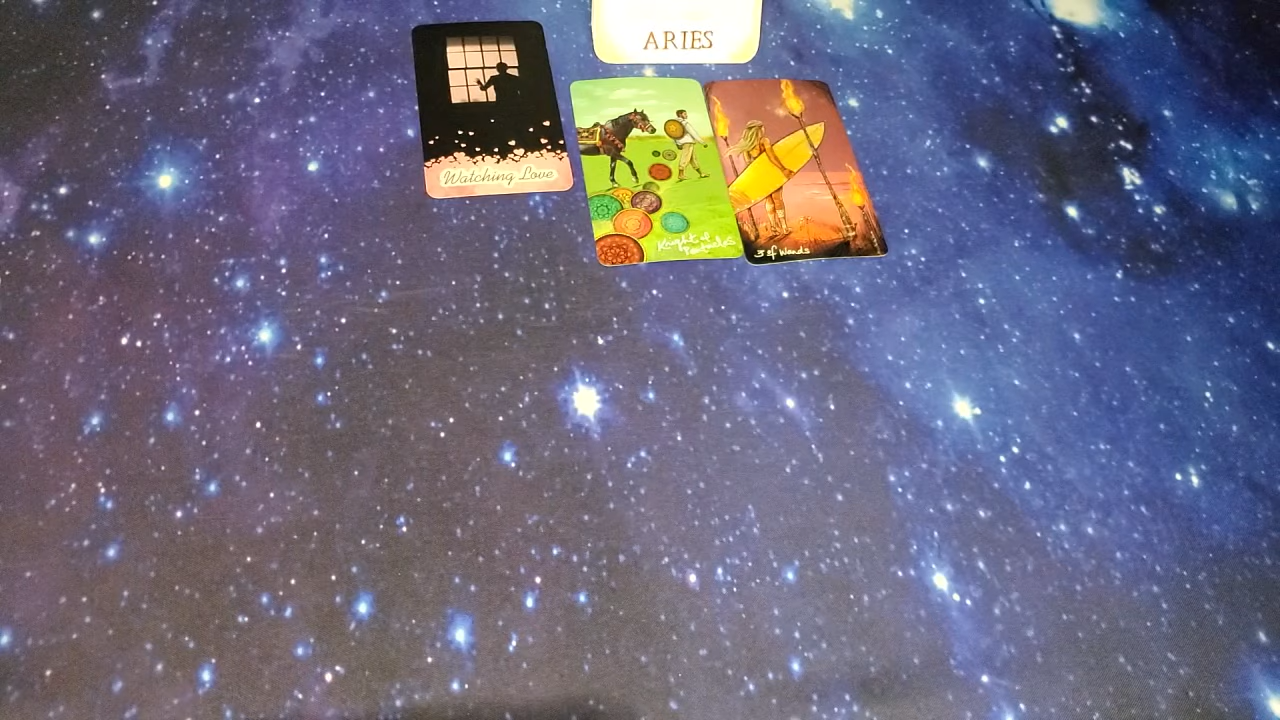 ARIES
Watching Love
Knight of
Pentacles
3 of Wands